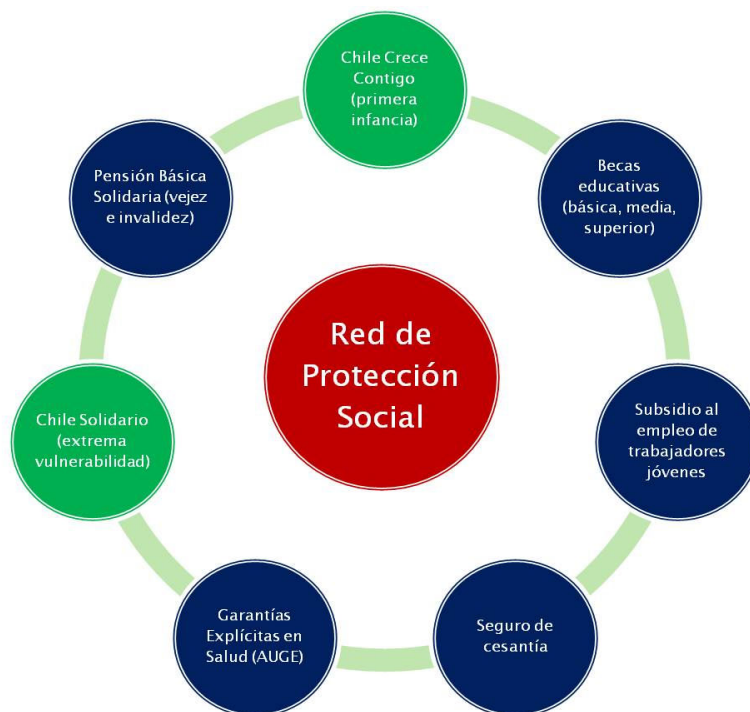 Chile Crece
Contigo
(primera
infancia)
Becas
educativas
(básica, media,
superior)
Subsidio al
empleo de
trabajadores
jóvenes
Seguro de
cesantía
Garantías
Explícitas en
Salud (AUGE)
Chile Solidario
(extrema
vulnerabilidad)
Pensión Básica
Solidaria (vejez
e invalidez)
Red de
Protección
Social